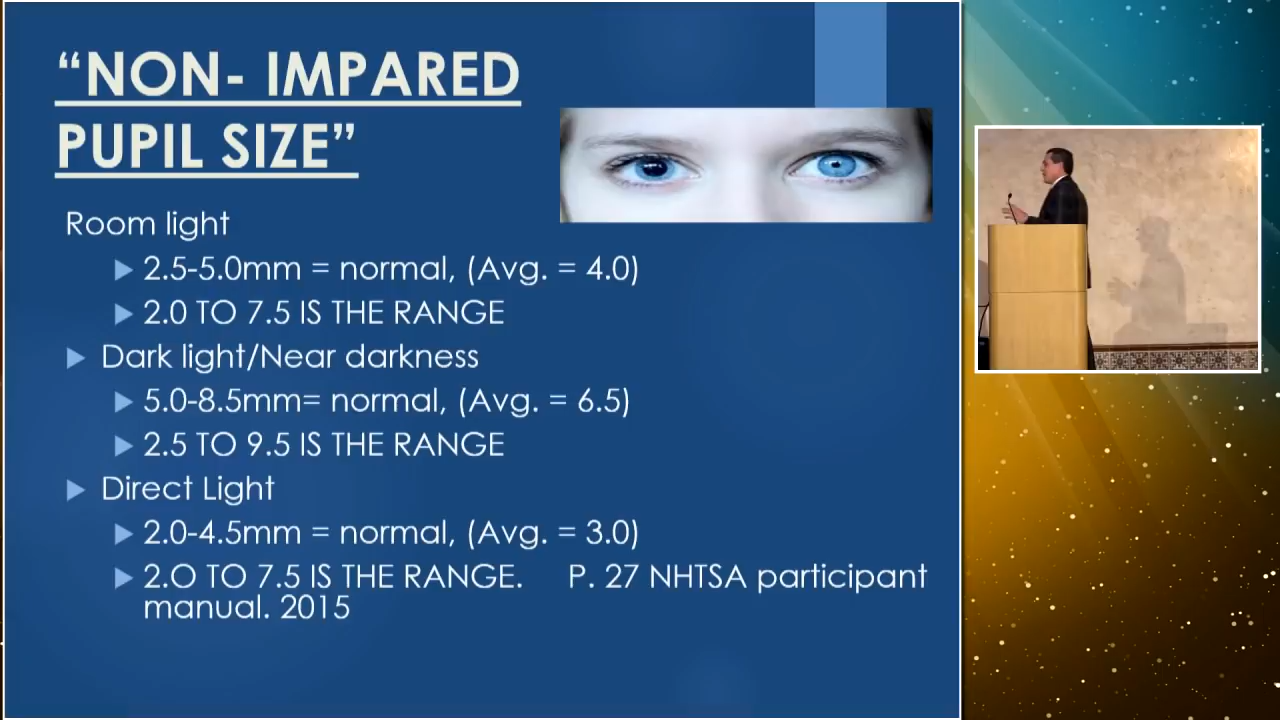 “NON- IMPARED
PUPIL SIZE”
Room light
2.5-5.0mm = normal, (Avg. = 4.0)
2.0 TO 7.5 IS THE RANGE
Dark light/Near darkness
5.0-8.5mm= normal, (Avg. = 6.5)
2.5 TO 9.5 IS THE RANGE
Direct Light
2.0-4.5mm = normal, (Avg. = 3.0)
2.O TO 7.5 IS THE RANGE. P. 27 NHTSA participant
manual. 2015